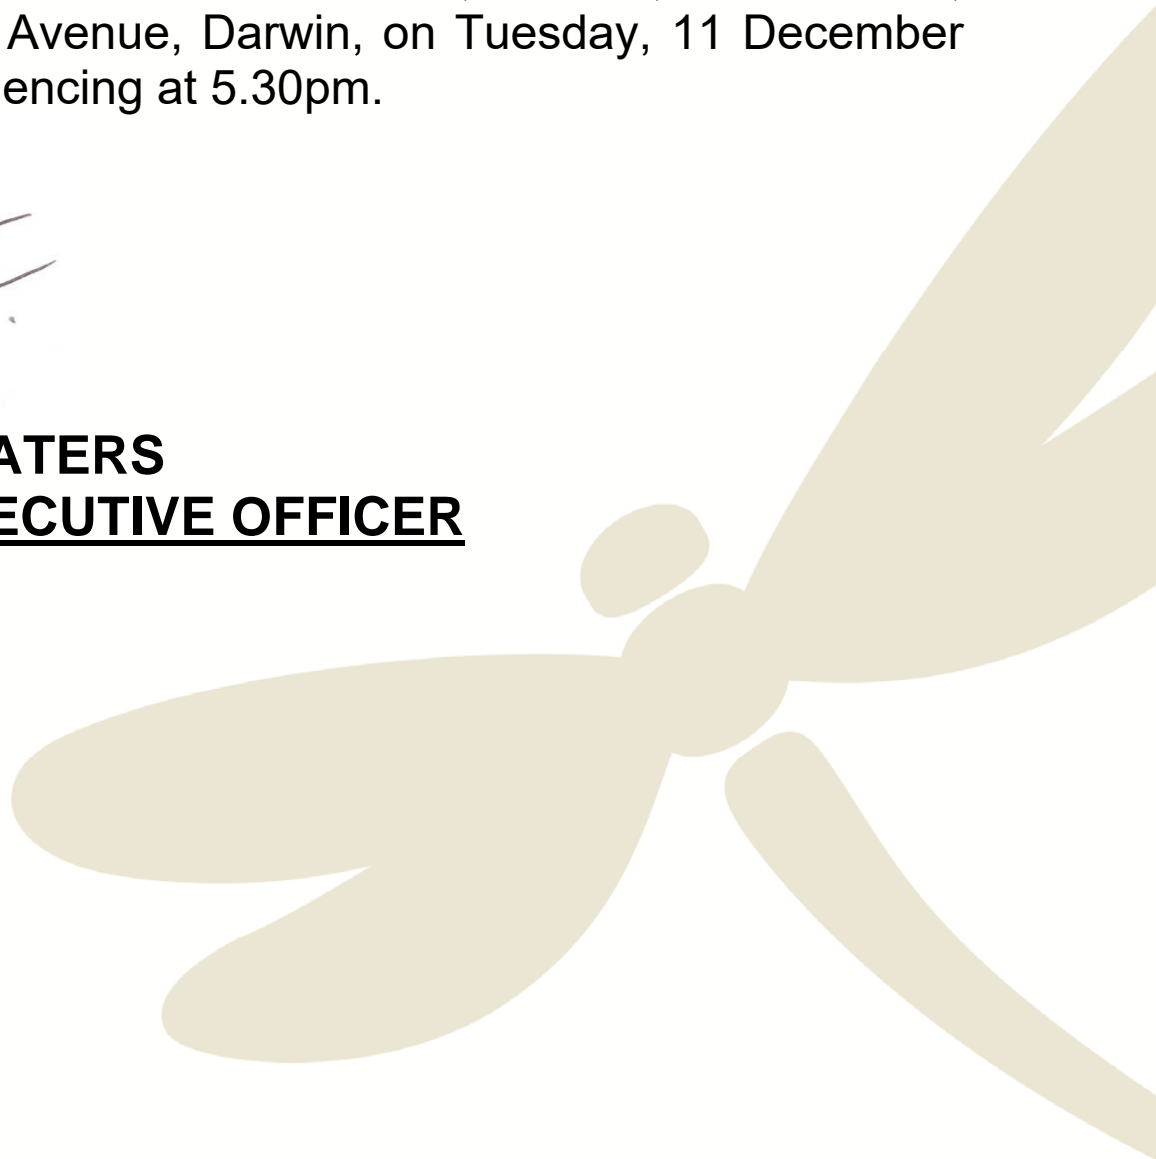 Avenue, Darwin, on Tuesday, 11 December
encing at 5.30pm.
ATERS
ECUTIVE OFFICER